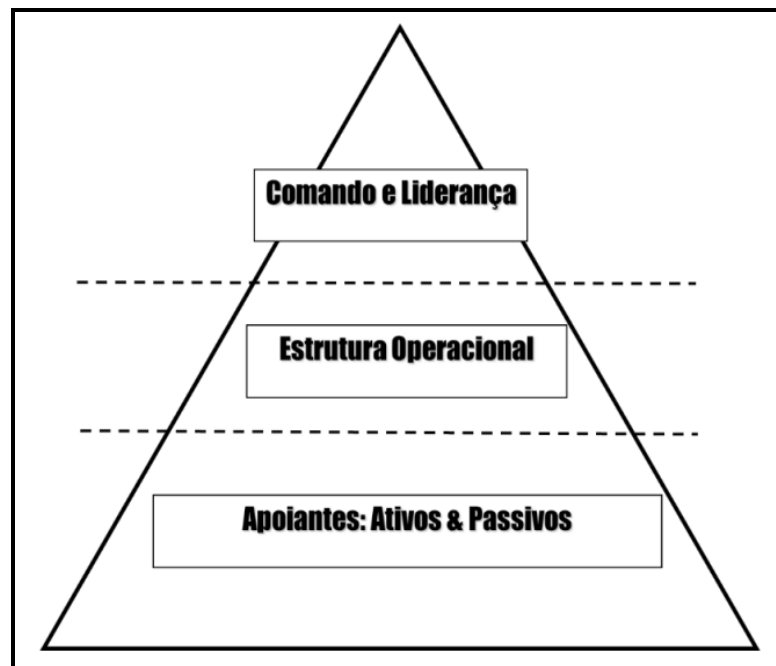 Comando e Liderança
Estrutura Operacional
Apoiantes: Ativos & Passivos